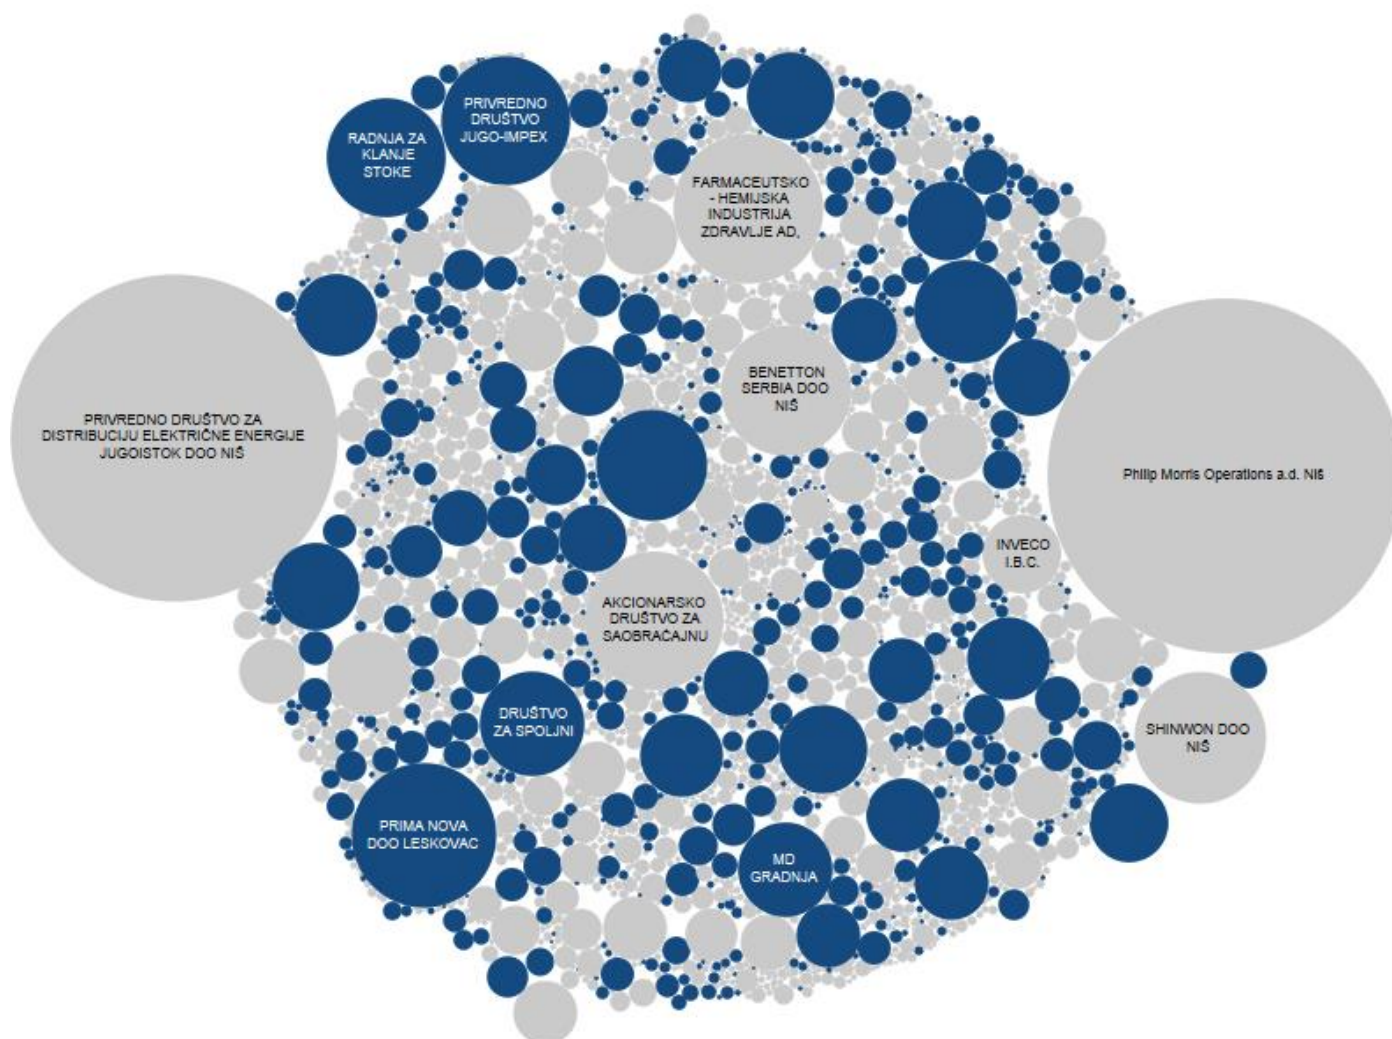 PRIVREDNO
DRUŠTVO
JUGO-IMPEX
RADNJA ZA
KLANJE
STOKE
FARMACEUTSKO
- HEMIJSKA
INDUSTRIJA
ZDRAVLJE AD,
BENETTON
SERBIA DOO
NIŠ
PRIVREDNO DRUŠTVO ZA
DISTRIBUCIJU ELEKTRIČNE ENERGIJE
JUGOISTOK DOO NIŠ
Philip Morris Operations a.d. Niš
INVECO
I.B.C.
AKCIONARSKO
DRUŠTVO ZA
SAOBRAĆAJNU
DRUŠTVO
ZA SPOLJNI
SHINWON DOO
NIŠ
PRIMA NOVA
DOO LESKOVAC
MD
GRADNJA